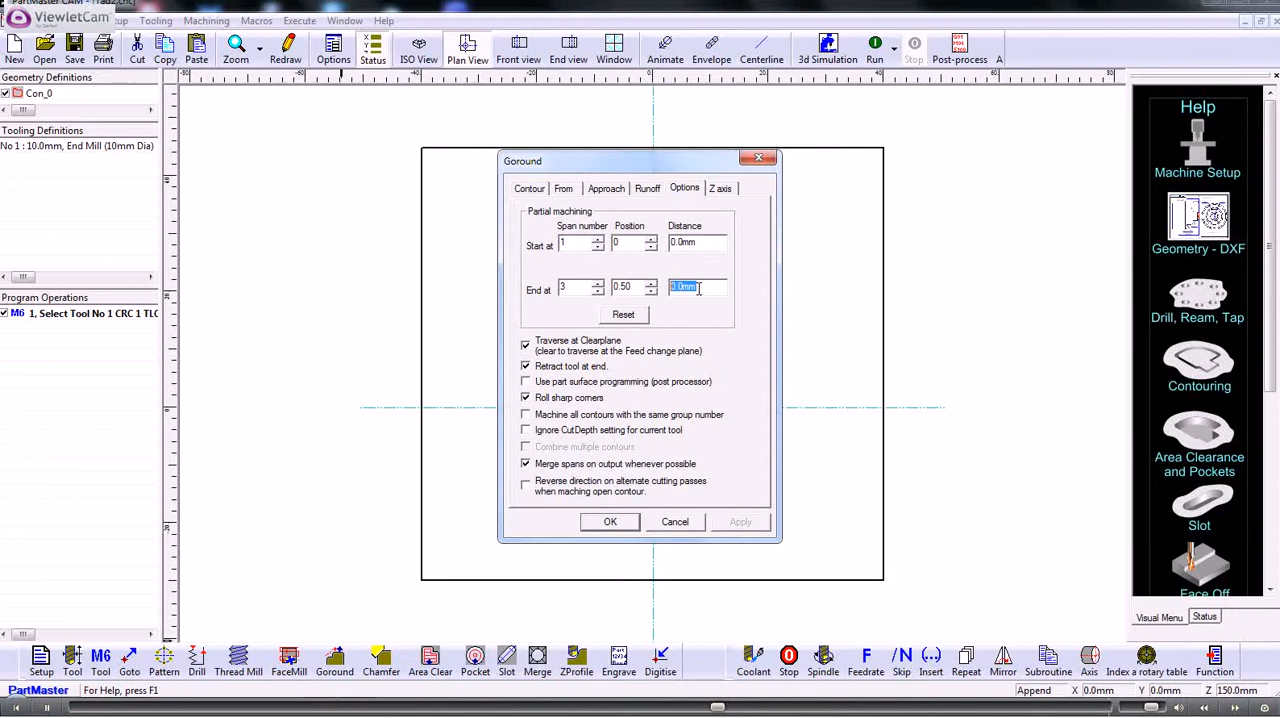 PartMaster CAM - Trad2.cnc
ViewletCam
Setup Tooling Machining Macros Execute Window Help
New Open Save Print Cut Copy Paste Zoom Redraw Options Status ISO View Plan View Front view End view Window Animate Envelope Centerline 3d Simulation Run Stop Post-process A
Geometry Definitions
Con_0
Tooling Definitions
No 1 : 10.0mm, End Mill (10mm Dia)
Program Operations
M6 1, Select Tool No 1 CRC 1 TLC
Goround
Contour From Approach Runoff Options Z axis
Partial machining
Span number Position Distance
Start at 1 0 0.0mm
End at 3 0.50 0.0mm
Reset
Traverse at Clearplane
(clear to traverse at the Feed change plane)
Retract tool at end.
Use part surface programming (post processor)
Roll sharp corners
Machine all contours with the same group number
Ignore CutDepth setting for current tool
Combine multiple contours
Merge spans on output whenever possible
Reverse direction on alternate cutting passes
when maching open contour.
OK Cancel Apply
Help
Machine Setup
Geometry - DXF
Drill, Ream, Tap
Contouring
Area Clearance
and Pockets
Slot
Face Off
Visual Menu Status
Setup Tool Goto Pattern Drill Thread Mill FaceMill Goround Chamfer Area Clear Pocket Slot Merge ZProfile Engrave Digitise Coolant Stop Spindle Feedrate Skip Insert Repeat Mirror Subroutine Axis Index a rotary table Function
PartMaster For Help, press F1 Append X 0.0mm Y 0.0mm Z 150.0mm